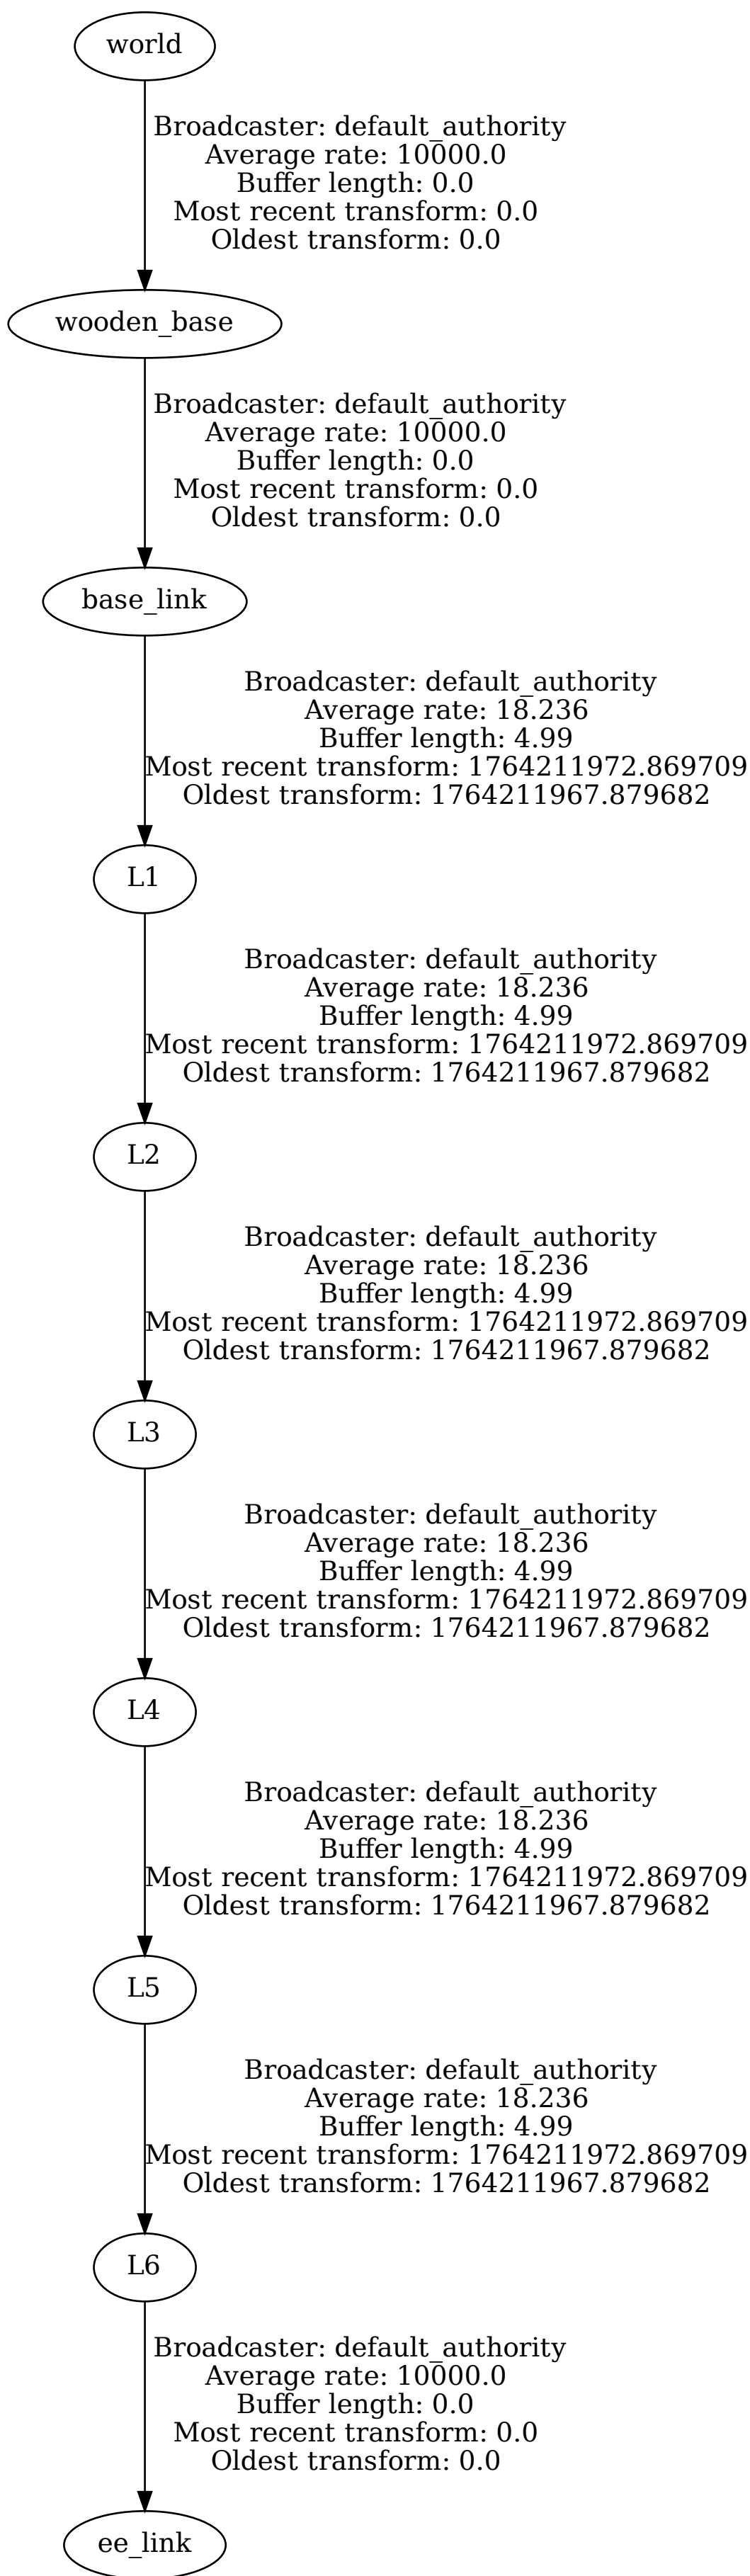 world
Broadcaster: default_authority
Average rate: 10000.0
Buffer length: 0.0
Most recent transform: 0.0
Oldest transform: 0.0
wooden_base
Broadcaster: default_authority
Average rate: 10000.0
Buffer length: 0.0
Most recent transform: 0.0
Oldest transform: 0.0
base_link
Broadcaster: default_authority
Average rate: 18.236
Buffer length: 4.99
Most recent transform: 1764211972.869709
Oldest transform: 1764211967.879682
L1
Broadcaster: default_authority
Average rate: 18.236
Buffer length: 4.99
Most recent transform: 1764211972.869709
Oldest transform: 1764211967.879682
L2
Broadcaster: default_authority
Average rate: 18.236
Buffer length: 4.99
Most recent transform: 1764211972.869709
Oldest transform: 1764211967.879682
L3
Broadcaster: default_authority
Average rate: 18.236
Buffer length: 4.99
Most recent transform: 1764211972.869709
Oldest transform: 1764211967.879682
L4
Broadcaster: default_authority
Average rate: 18.236
Buffer length: 4.99
Most recent transform: 1764211972.869709
Oldest transform: 1764211967.879682
L5
Broadcaster: default_authority
Average rate: 18.236
Buffer length: 4.99
Most recent transform: 1764211972.869709
Oldest transform: 1764211967.879682
L6
Broadcaster: default_authority
Average rate: 10000.0
Buffer length: 0.0
Most recent transform: 0.0
Oldest transform: 0.0
ee_link